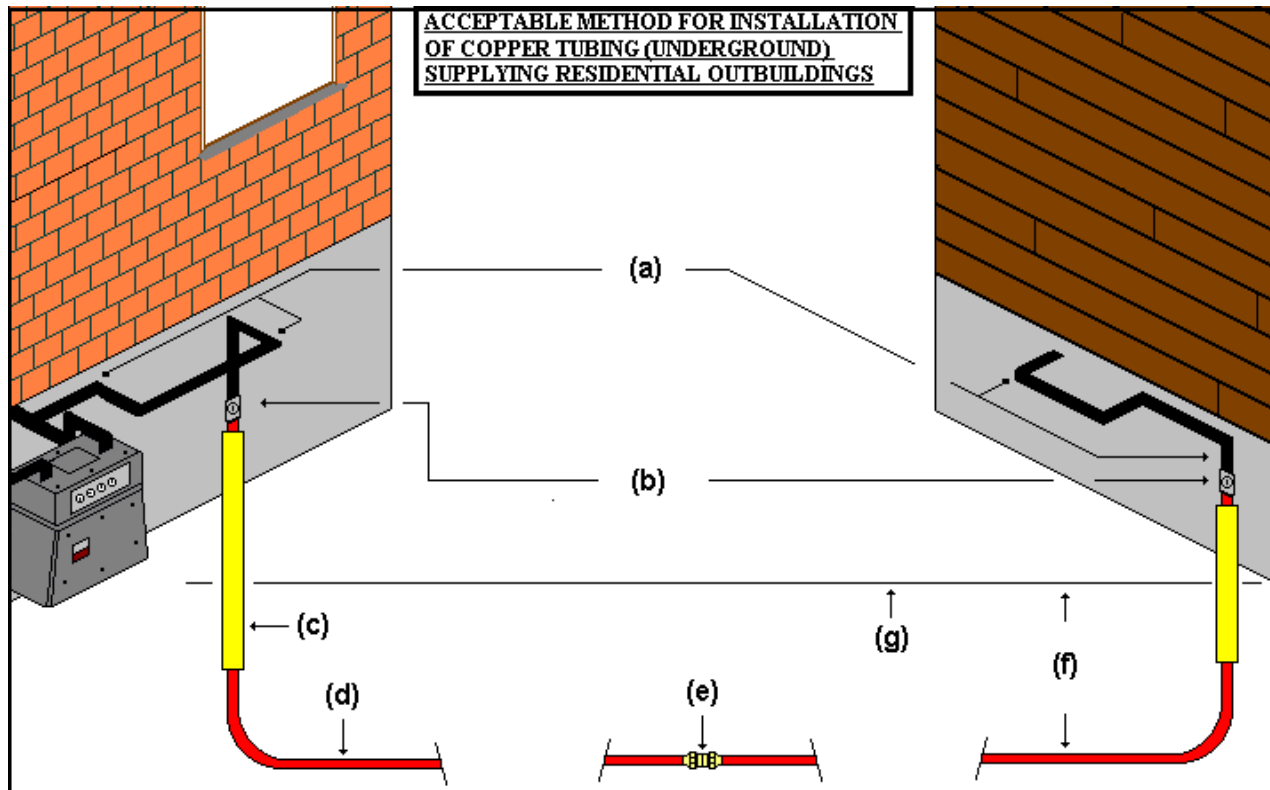 ACCEPTABLE METHOD FOR INSTALLATION
OF COPPER TUBING (UNDERGROUND)
SUPPLYING RESIDENTIAL OUTBUILDINGS
(a)
(b)
(c)
(g)
(f)
(d)
(e)